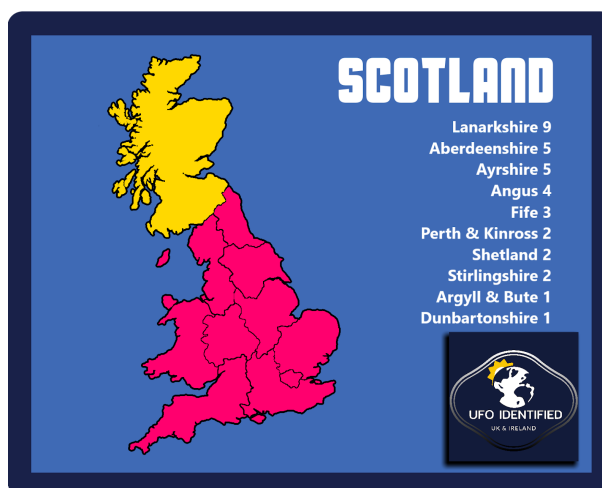 SCOTLAND
Lanarkshire 9
Aberdeenshire 5
Ayrshire 5
Angus 4
Fife 3
Perth & Kinross 2
Shetland 2
Stirlingshire 2
Argyll & Bute 1
Dunbartonshire 1
UFO IDENTIFIED
UK & IRELAND